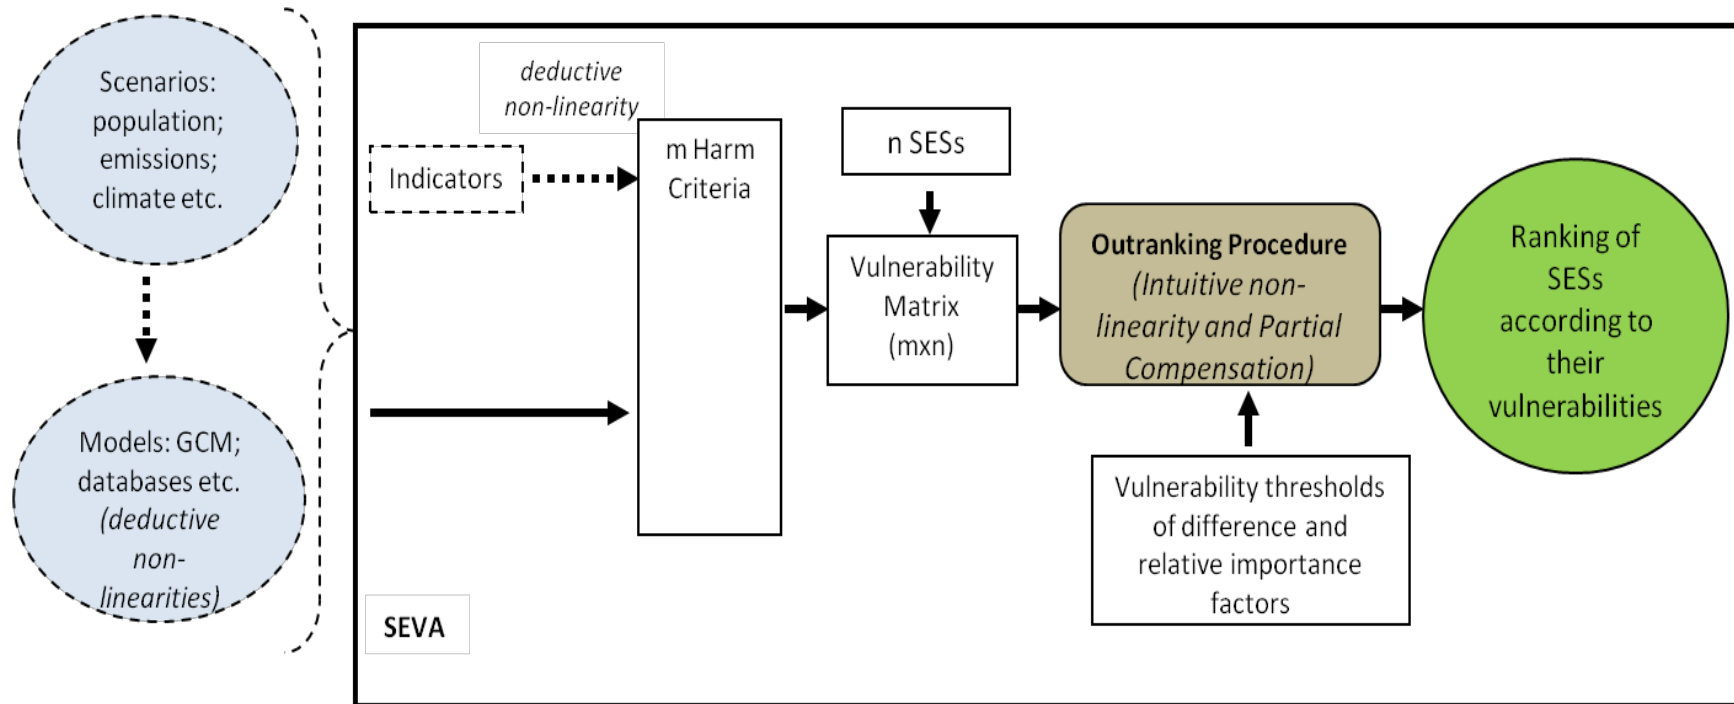 Scenarios:
population;
emissions;
climate etc.
Models: GCM;
databases etc.
(deductive
non-
linearities)
deductive
non-linearity
Indicators
m Harm
Criteria
SEVA
n SESs
Vulnerability
Matrix
(mxn)
Outranking Procedure
(Intuitive non-
linearity and Partial
Compensation)
Vulnerability thresholds
of difference and
relative importance
factors
Ranking of
SESs
according to
their
vulnerabilities